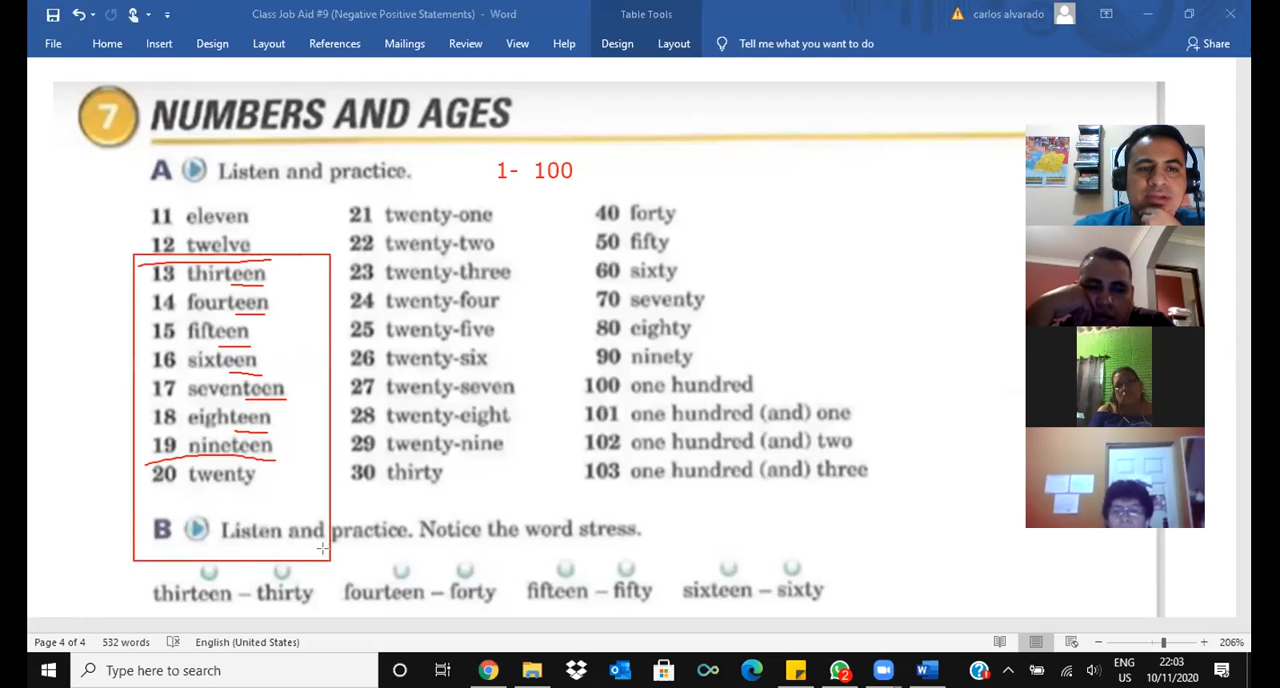 Class Job Aid #9 (Negative Positive Statements) - Word
Table Tools
carlos alvarado
File Home Insert Design Layout References Mailings Review View Help Design Layout Tell me what you want to do Share
7 NUMBERS AND AGES
A Listen and practice. 1- 100
11 eleven 21 twenty-one 40 forty
12 twelve 22 twenty-two 50 fifty
13 thirteen 23 twenty-three 60 sixty
14 fourteen 24 twenty-four 70 seventy
15 fifteen 25 twenty-five 80 eighty
16 sixteen 26 twenty-six 90 ninety
17 seventeen 27 twenty-seven 100 one hundred
18 eighteen 28 twenty-eight 101 one hundred (and) one
19 nineteen 29 twenty-nine 102 one hundred (and) two
20 twenty 30 thirty 103 one hundred (and) three
B Listen and practice. Notice the word stress.
thirteen – thirty fourteen – forty fifteen – fifty sixteen – sixty
Page 4 of 4 532 words English (United States) 206%
Type here to search 2 ENG 22:03
US 10/11/2020